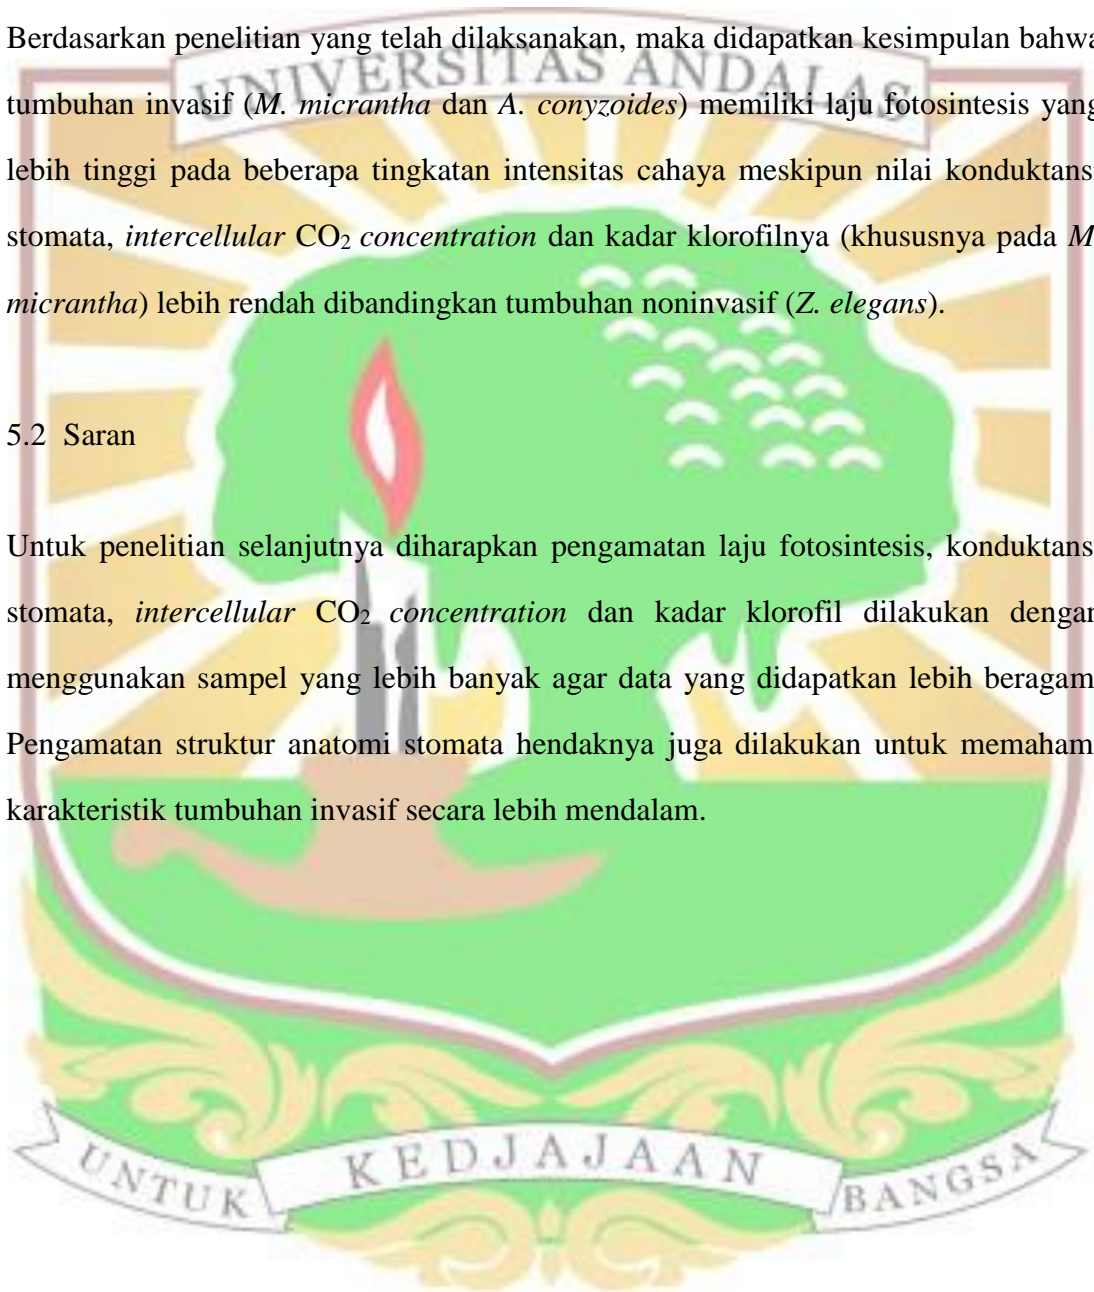 Berdasarkan penelitian yang telah dilaksanakan, maka didapatkan kesimpulan bahwa
UNIVERSITAS ANDALAS
tumbuhan invasif (M. micrantha dan A. conyzoides) memiliki laju fotosintesis yang
lebih tinggi pada beberapa tingkatan intensitas cahaya meskipun nilai konduktans
stomata, intercellular CO₂ concentration dan kadar klorofilnya (khususnya pada M
micrantha) lebih rendah dibandingkan tumbuhan noninvasif (Z. elegans).
5.2 Saran
Untuk penelitian selanjutnya diharapkan pengamatan laju fotosintesis, konduktans
stomata, intercellular CO₂ concentration dan kadar klorofil dilakukan dengan
menggunakan sampel yang lebih banyak agar data yang didapatkan lebih beragam
Pengamatan struktur anatomi stomata hendaknya juga dilakukan untuk memaham
karakteristik tumbuhan invasif secara lebih mendalam.
UNTUK KEDJAJAAN BANGSA